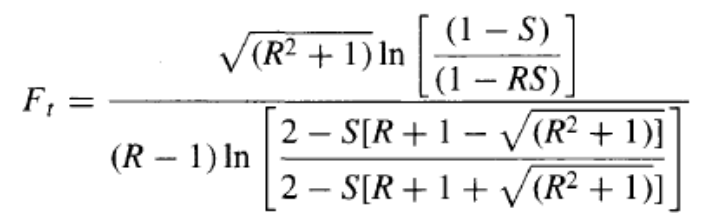 F_t = \frac{\sqrt{(R^2 + 1)} \ln \left[ \frac{(1 - S)}{(1 - RS)} \right]}{(R - 1) \ln \left[ \frac{2 - S[R + 1 - \sqrt{(R^2 + 1)}]}{2 - S[R + 1 + \sqrt{(R^2 + 1)}]} \right]}